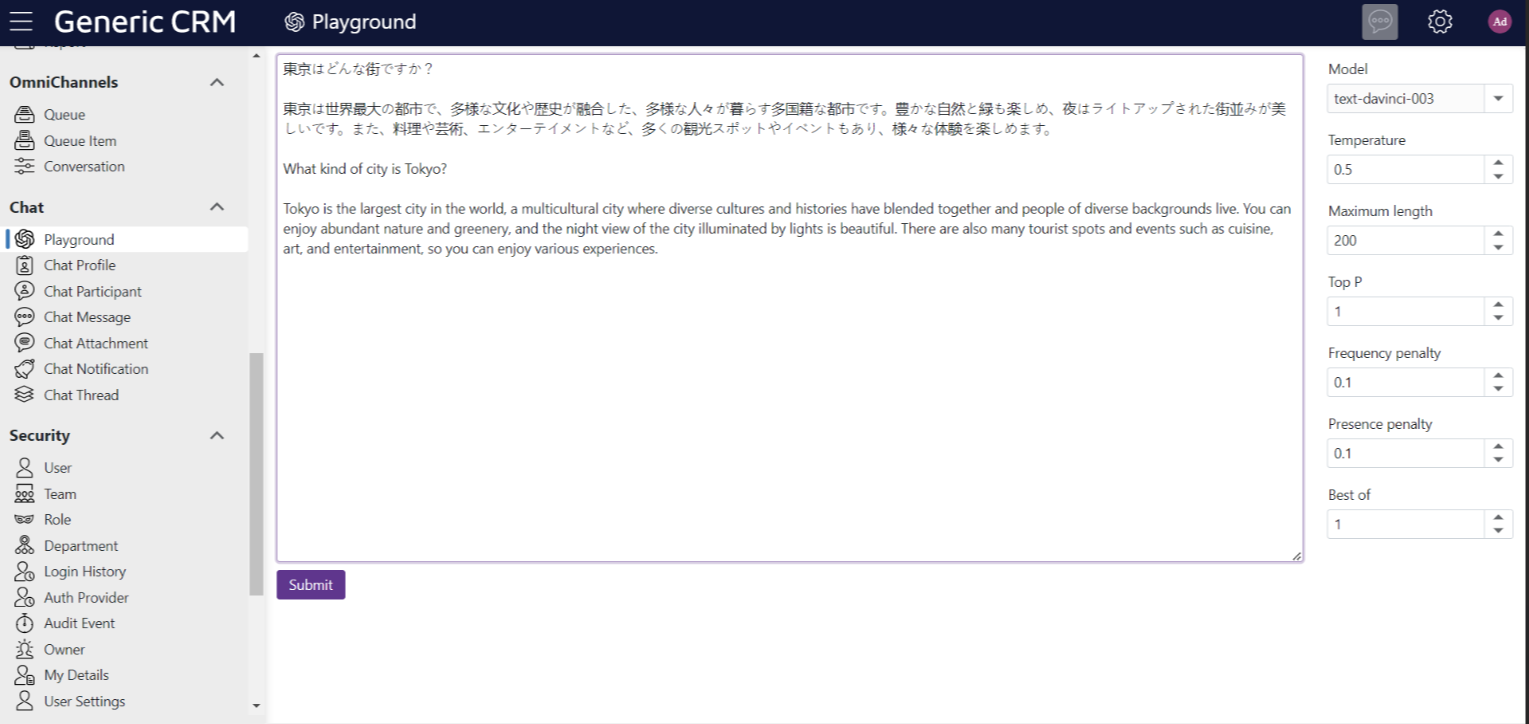 Generic CRM
Playground
Ad
OmniChannels
Queue
Queue Item
Conversation
Chat
Playground
Chat Profile
Chat Participant
Chat Message
Chat Attachment
Chat Notification
Chat Thread
Security
User
Team
Role
Department
Login History
Auth Provider
Audit Event
Owner
My Details
User Settings
東京はどんな街ですか？
東京は世界最大の都市で、多様な文化や歴史が融合した、多様な人々が暮らす多国籍な都市です。豊かな自然と緑も楽しめ、夜はライトアップされた街並みが美
しいです。また、料理や芸術、エンターテイメントなど、多くの観光スポットやイベントもあり、様々な体験を楽しめます。
What kind of city is Tokyo?
Tokyo is the largest city in the world, a multicultural city where diverse cultures and histories have blended together and people of diverse backgrounds live. You can
enjoy abundant nature and greenery, and the night view of the city illuminated by lights is beautiful. There are also many tourist spots and events such as cuisine,
art, and entertainment, so you can enjoy various experiences.
Submit
Model
text-davinci-003
Temperature
0.5
Maximum length
200
Top P
1
Frequency penalty
0.1
Presence penalty
0.1
Best of
1